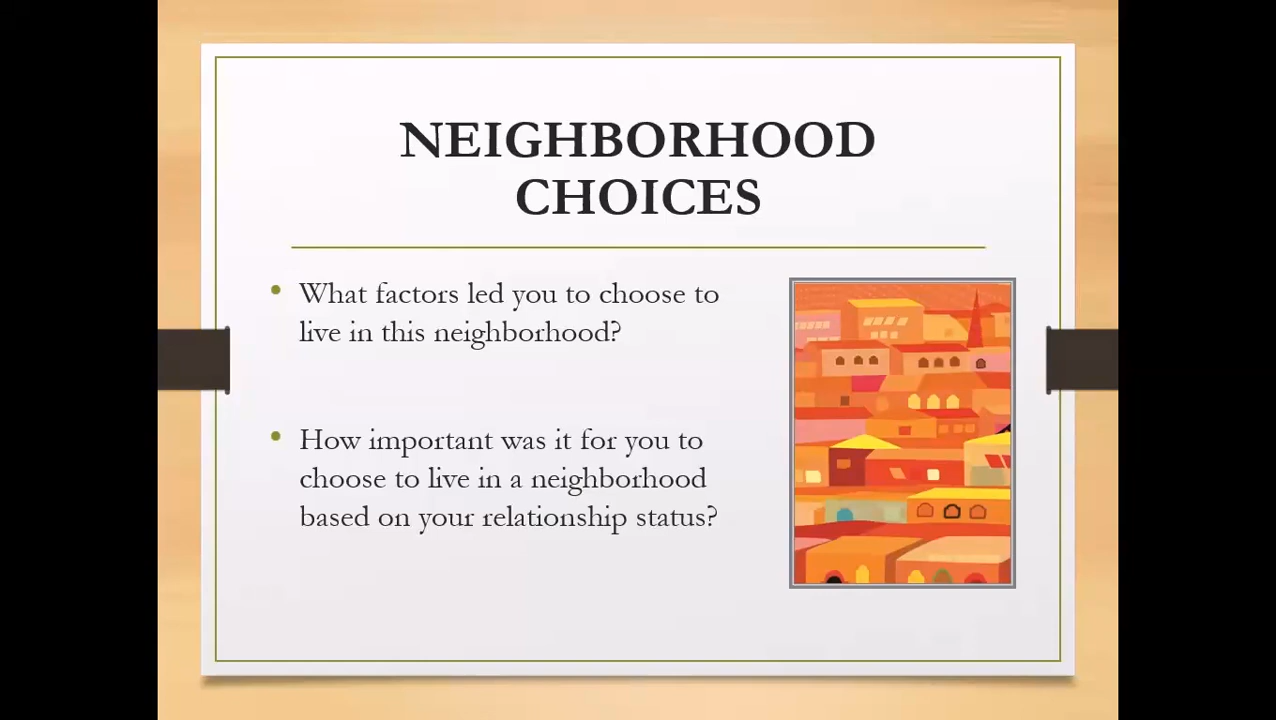 NEIGHBORHOOD
CHOICES
• What factors led you to choose to
live in this neighborhood?
• How important was it for you to
choose to live in a neighborhood
based on your relationship status?